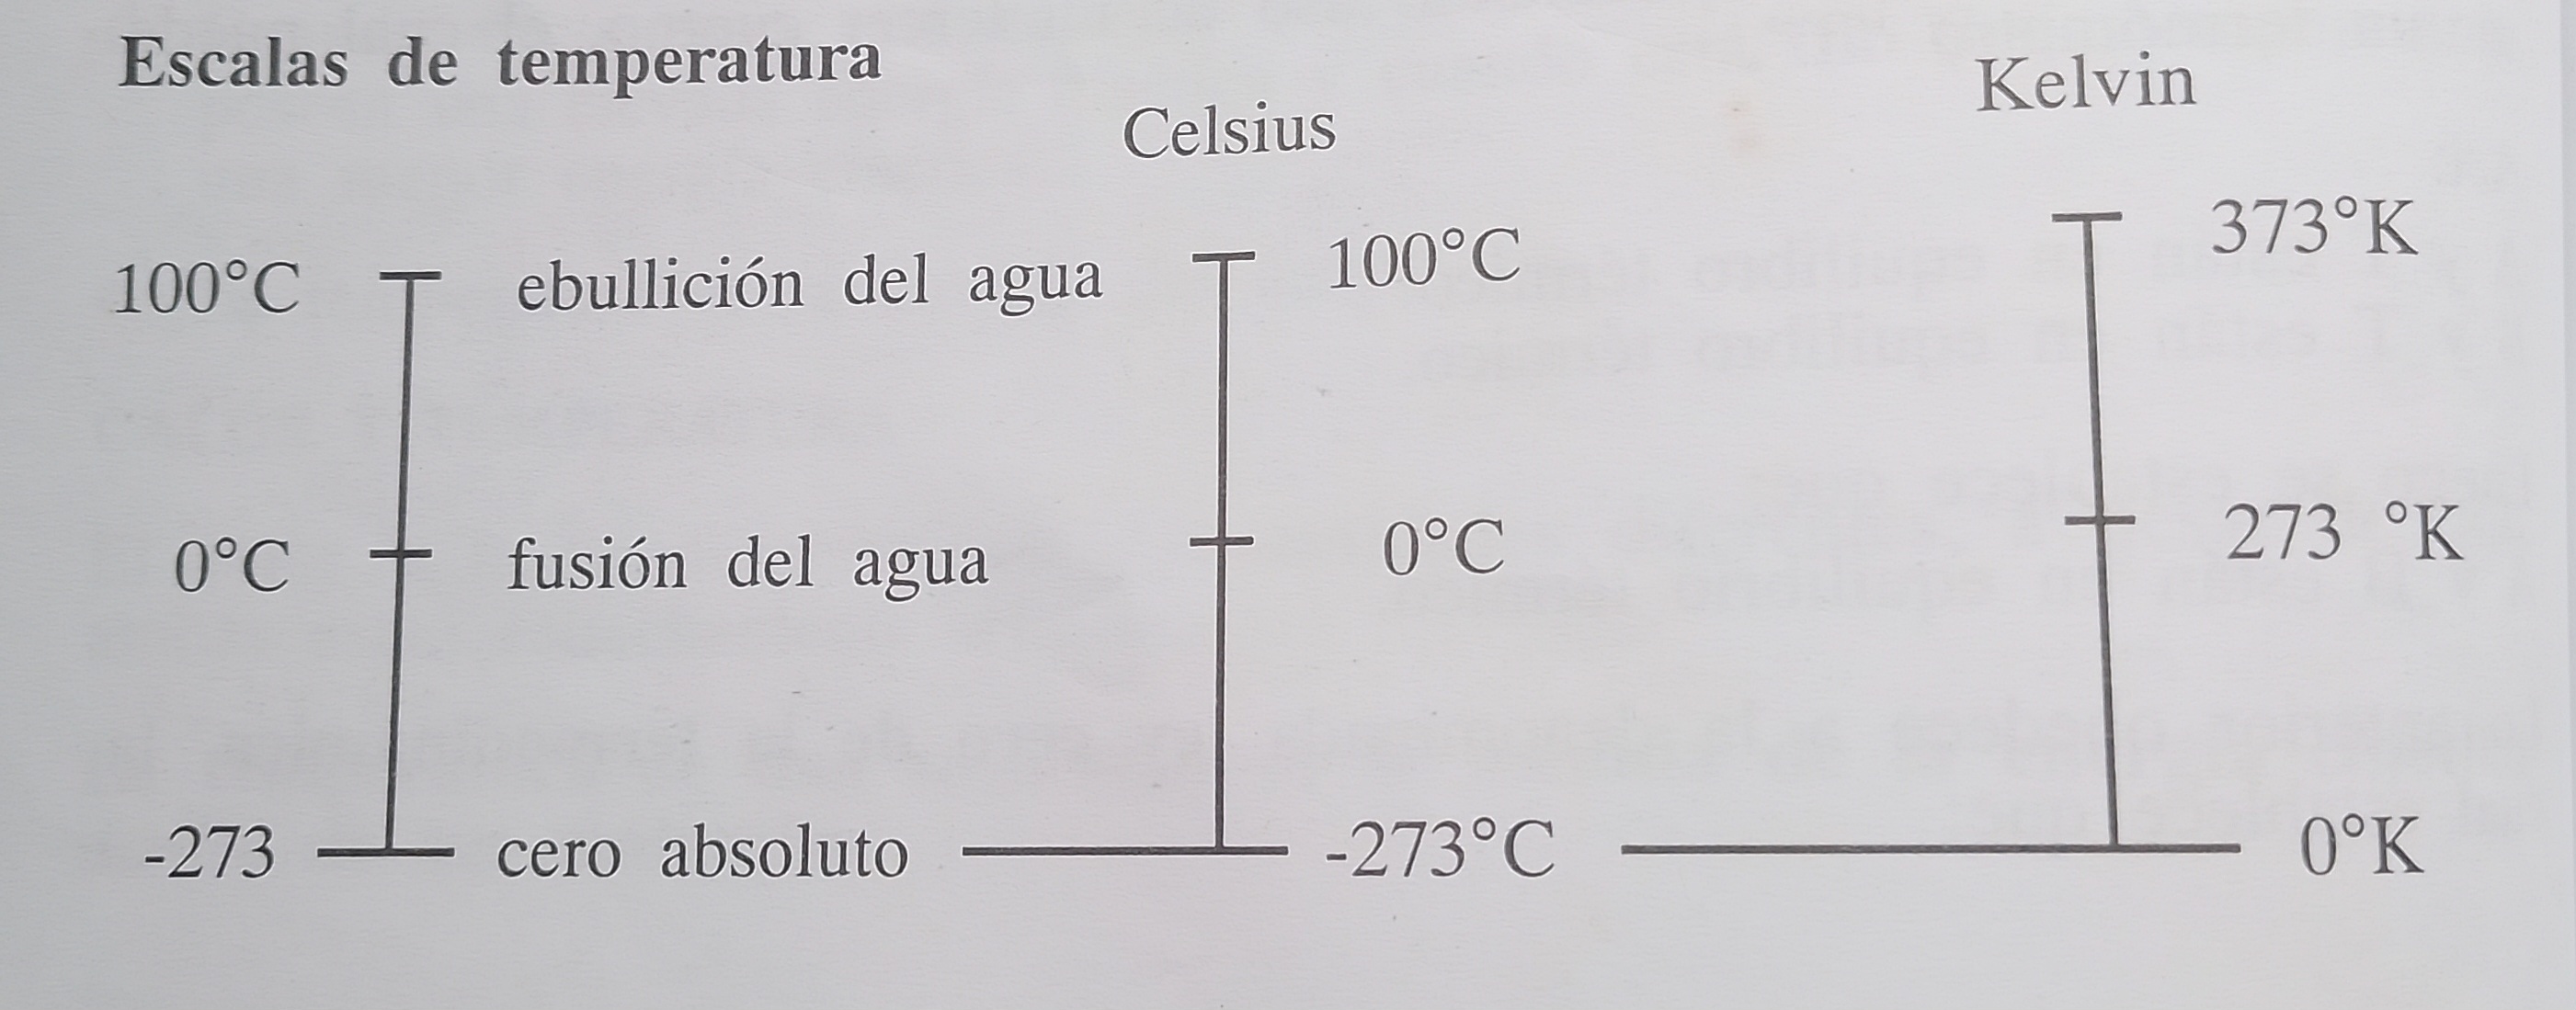 Escalas de temperatura
Celsius
Kelvin
100°C ebullición del agua 100°C 373°K
0°C fusión del agua 0°C 273 °K
-273 cero absoluto -273°C 0°K